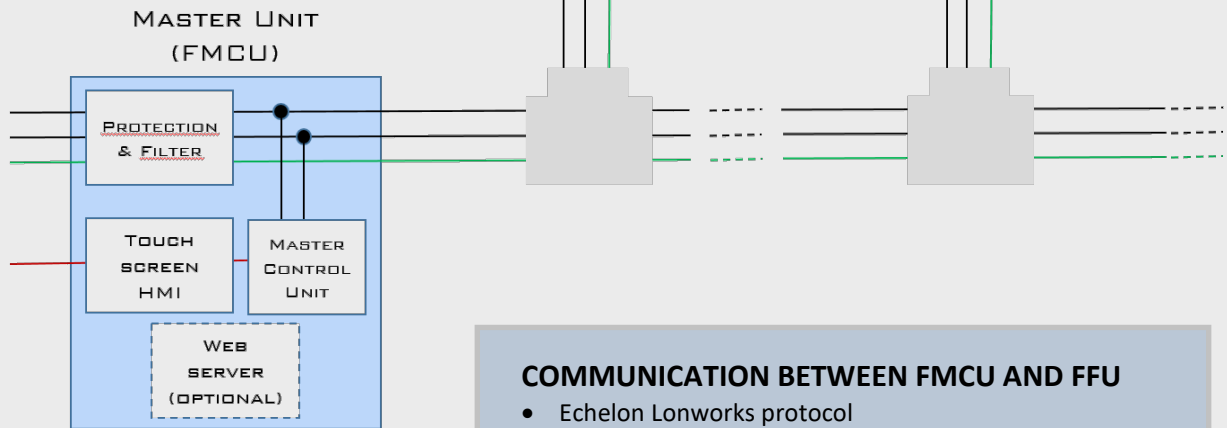 MASTER UNIT
(FMCU)
PROTECTION
& FILTER
TOUCH
SCREEN
HMI
MASTER
CONTROL
UNIT
WEB
SERVER
(OPTIONAL)
COMMUNICATION BETWEEN FMCU AND FFU
• Echelon Lonworks protocol